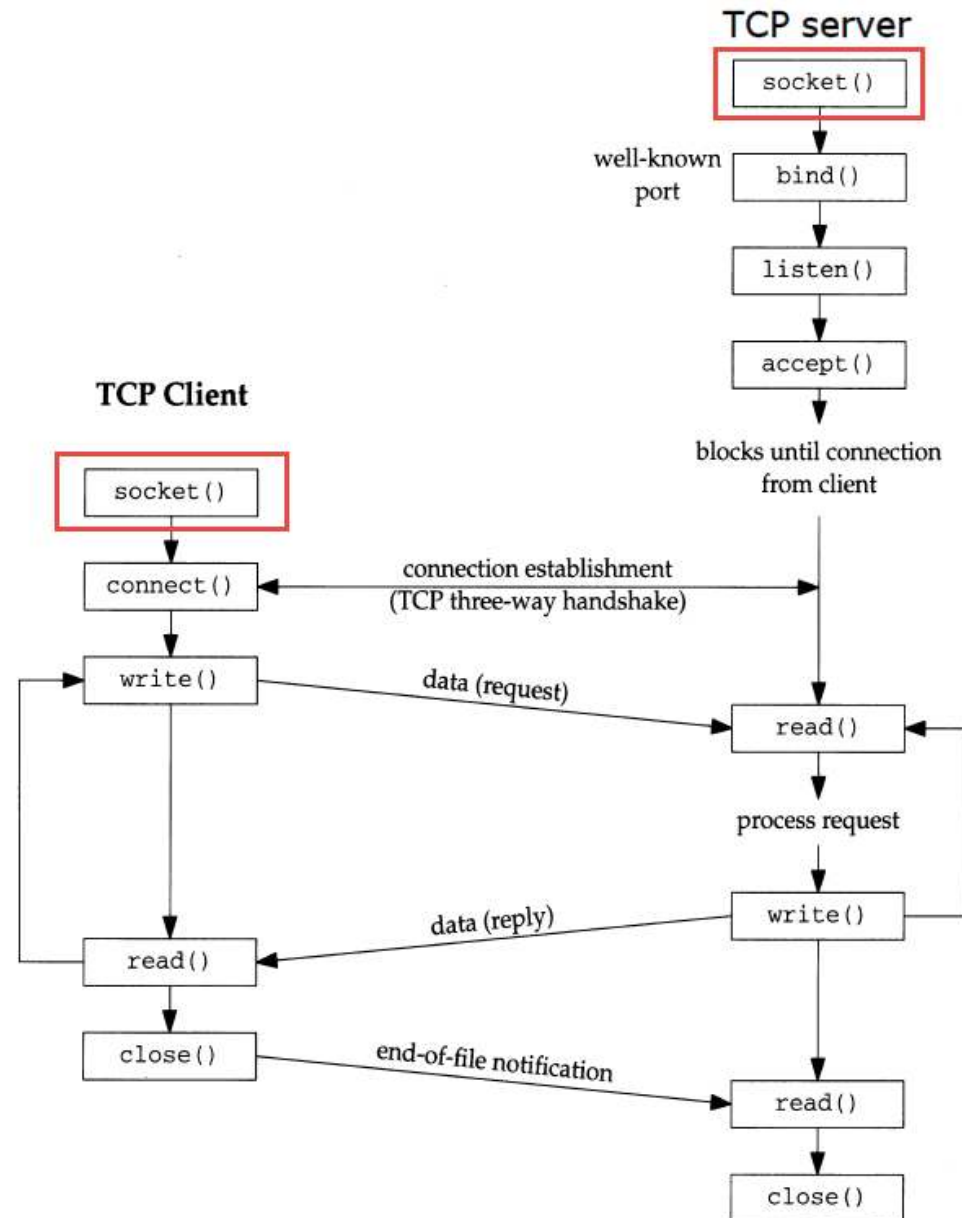 TCP server
socket()
well-known
port
bind()
listen()
accept()
TCP Client
blocks until connection
from client
socket()
connection establishment
(TCP three-way handshake)
connect()
write()
data (request)
read()
process request
data (reply)
write()
read()
close()
end-of-file notification
read()
close()